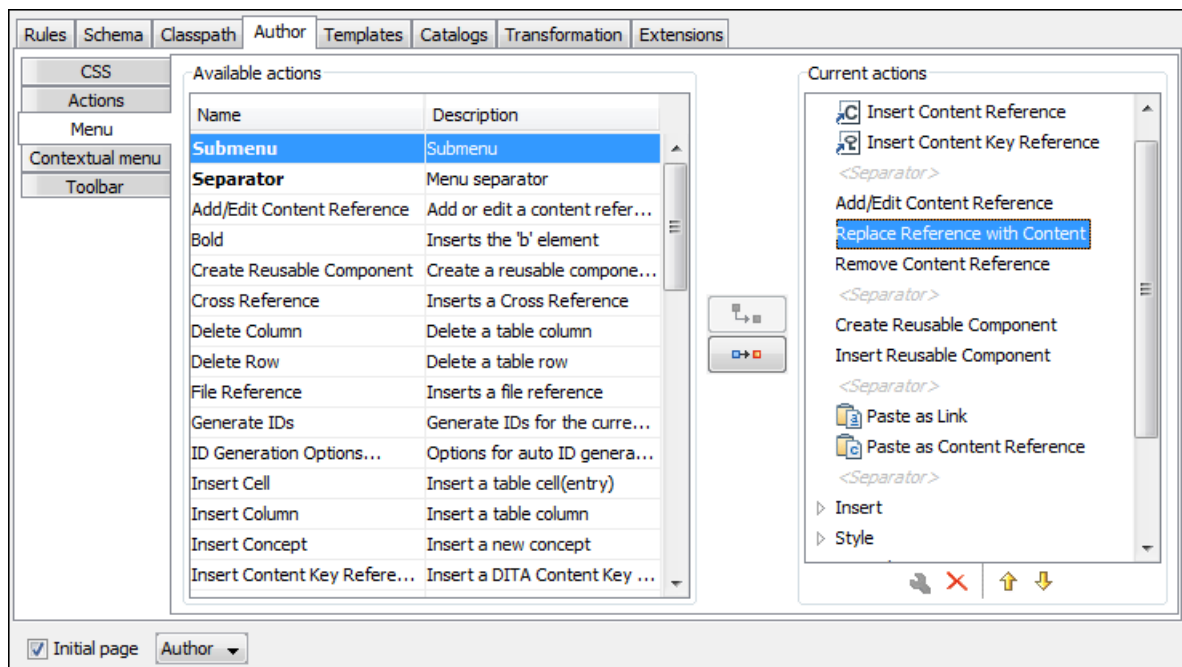 Rules Schema Classpath Author Templates Catalogs Transformation Extensions
CSS
Actions
Menu
Contextual menu
Toolbar
Available actions
Name Description
Submenu Submenu
Separator Menu separator
Add/Edit Content Reference Add or edit a content refer...
Bold Inserts the 'b' element
Create Reusable Component Create a reusable compone...
Cross Reference Inserts a Cross Reference
Delete Column Delete a table column
Delete Row Delete a table row
File Reference Inserts a file reference
Generate IDs Generate IDs for the curre...
ID Generation Options... Options for auto ID genera...
Insert Cell Insert a table cell(entry)
Insert Column Insert a table column
Insert Concept Insert a new concept
Insert Content Key Refere... Insert a DITA Content Key ...
Current actions
Insert Content Reference
Insert Content Key Reference
<Separator>
Add/Edit Content Reference
Replace Reference with Content
Remove Content Reference
<Separator>
Create Reusable Component
Insert Reusable Component
<Separator>
Paste as Link
Paste as Content Reference
<Separator>
Insert
Style
Initial page Author